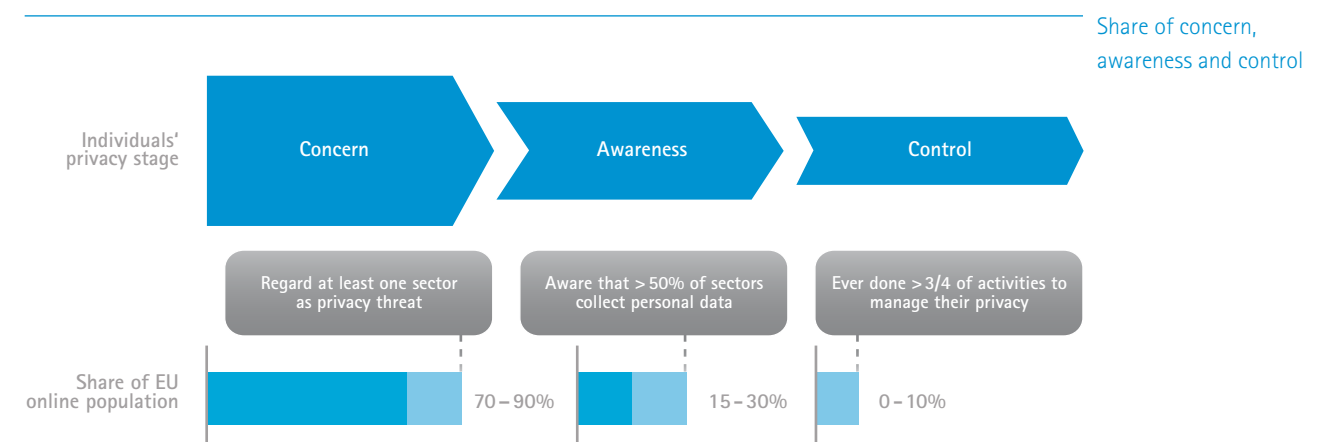 Share of concern,
awareness and control
Individuals‘
privacy stage
Concern
Awareness
Control
Regard at least one sector
as privacy threat
Aware that >50% of sectors
collect personal data
Ever done >3/4 of activities to
manage their privacy
Share of EU
online population
70–90%
15–30%
0–10%